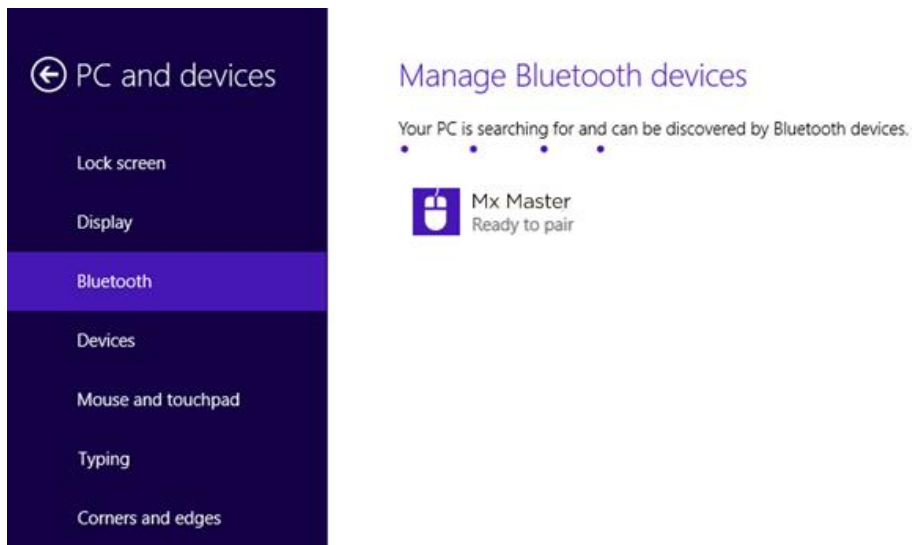 PC and devices
Lock screen
Display
Bluetooth
Devices
Mouse and touchpad
Typing
Corners and edges
Manage Bluetooth devices
Your PC is searching for and can be discovered by Bluetooth devices.
Mx Master
Ready to pair